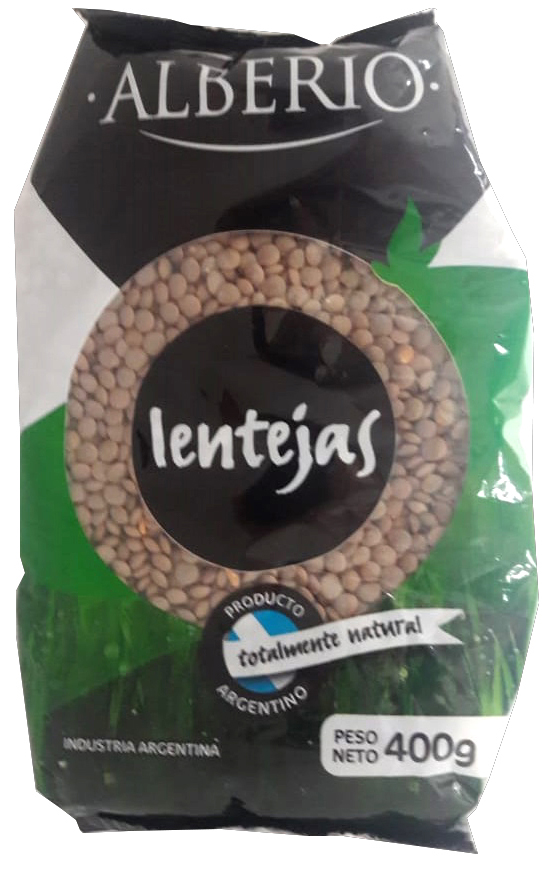 ·ALBERIO·
lentejas
PRODUCTO
totalmente natural
ARGENTINO
INDUSTRIA ARGENTINA
PESO
NETO 400g